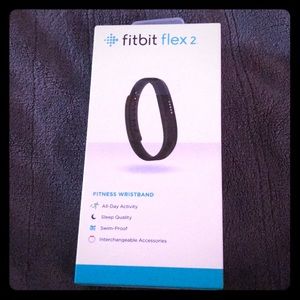 fitbit flex 2
FITNESS WRISTBAND
All-Day Activity
Sleep Quality
Swim-Proof
Interchangeable Accessories